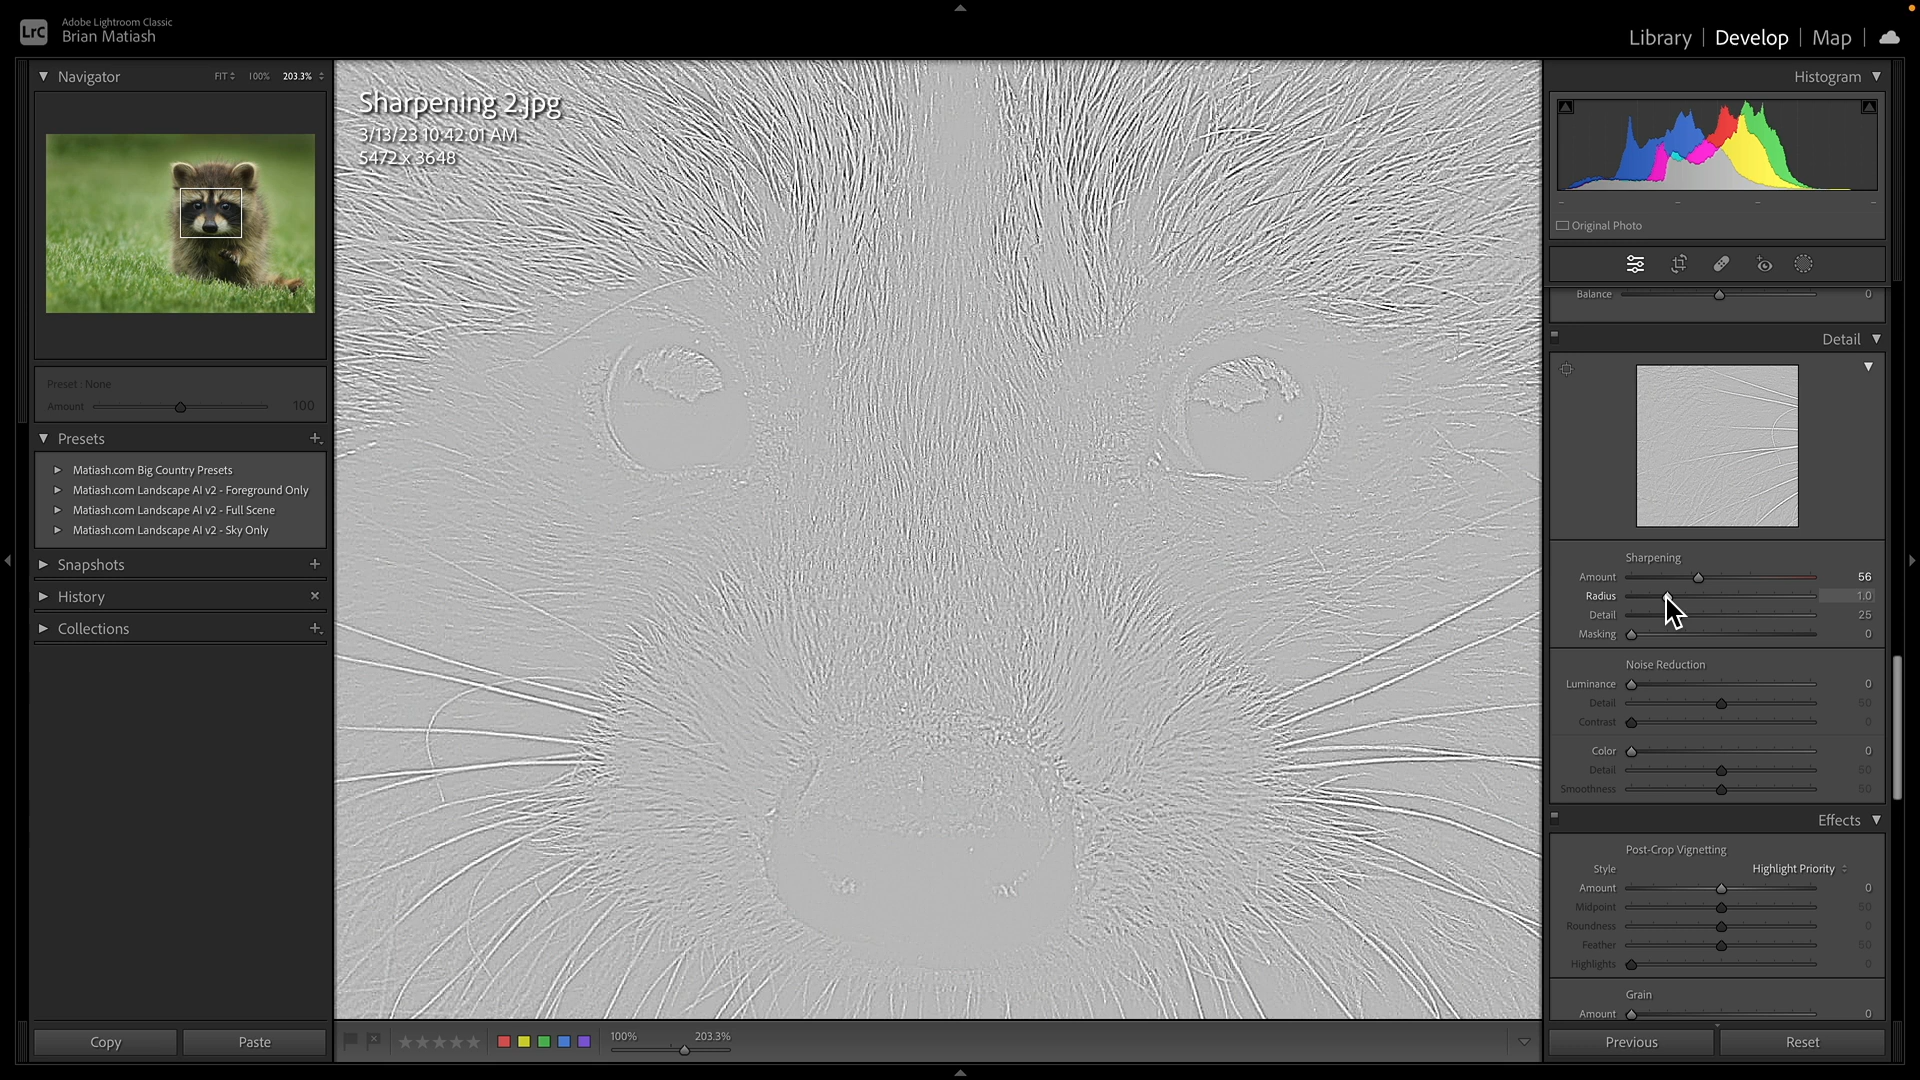 LrC
Adobe Lightroom Classic
Brian Matiash
Library | Develop | Map |
Navigator
FIT 100% 203.3%
Preset : None
Amount 100
Presets
Matiash.com Big Country Presets
Matiash.com Landscape AI v2 - Foreground Only
Matiash.com Landscape AI v2 - Full Scene
Matiash.com Landscape AI v2 - Sky Only
Snapshots
History
Collections
Copy
Paste
Sharpening 2.jpg
3/13/23 10:42:01 AM
5472 x 3648
100% 203.3%
Histogram
Original Photo
Balance 0
Detail
Sharpening
Amount 56
Radius 1.0
Detail 25
Masking 0
Noise Reduction
Luminance 0
Detail 50
Contrast 0
Color 0
Detail 50
Smoothness 50
Effects
Post-Crop Vignetting
Style Highlight Priority
Amount 0
Midpoint 50
Roundness 0
Feather 50
Highlights 0
Grain
Amount 0
Previous
Reset